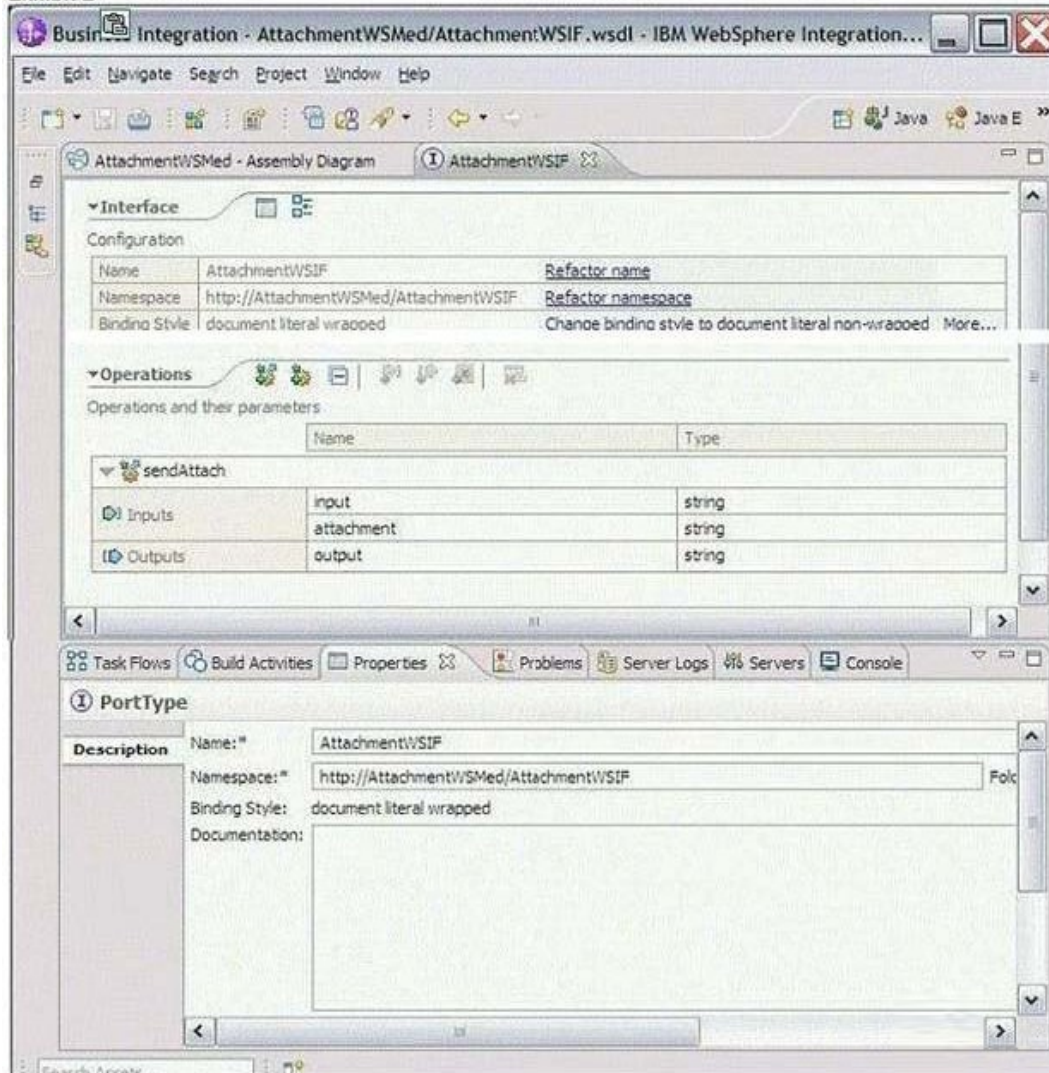 Business Integration - AttachmentWSMed/AttachmentWSIF.wsdl - IBM WebSphere Integration...
File Edit Navigate Search Project Window Help
Java Java E »
AttachmentWSMed - Assembly Diagram AttachmentWSIF
Interface
Configuration
Name AttachmentWSIF Refactor name
Namespace http://AttachmentWSMed/AttachmentWSIF Refactor namespace
Binding Style document literal wrapped Change binding style to document literal non-wrapped More...
Operations
Operations and their parameters
Name Type
sendAttach
Inputs input string
attachment string
Outputs output string
Task Flows Build Activities Properties Problems Server Logs Servers Console
PortType
Description
Name:* AttachmentWSIF
Namespace:* http://AttachmentWSMed/AttachmentWSIF Fold
Binding Style: document literal wrapped
Documentation:
Search Assets